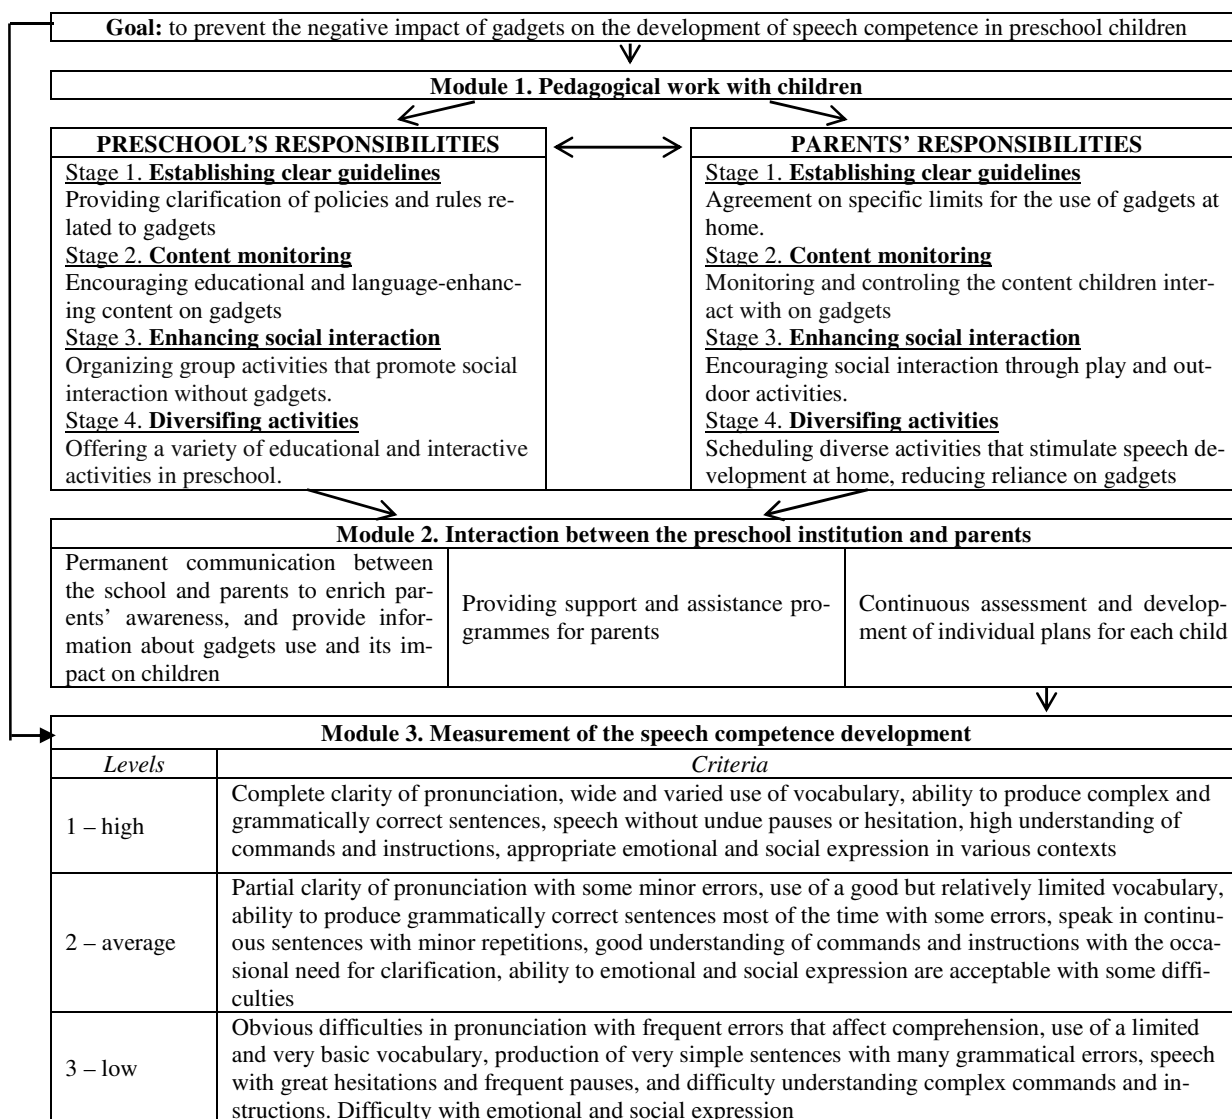 Goal: to prevent the negative impact of gadgets on the development of speech competence in preschool children
Module 1. Pedagogical work with children
PRESCHOOL'S RESPONSIBILITIES
Stage 1. Establishing clear guidelines
Providing clarification of policies and rules re-
lated to gadgets
Stage 2. Content monitoring
Encouraging educational and language-enhanc-
ing content on gadgets
Stage 3. Enhancing social interaction
Organizing group activities that promote social
interaction without gadgets.
Stage 4. Diversifing activities
Offering a variety of educational and interactive
activities in preschool.
PARENTS' RESPONSIBILITIES
Stage 1. Establishing clear guidelines
Agreement on specific limits for the use of gadgets at
home.
Stage 2. Content monitoring
Monitoring and controling the content children inter-
act with on gadgets
Stage 3. Enhancing social interaction
Encouraging social interaction through play and out-
door activities.
Stage 4. Diversifing activities
Scheduling diverse activities that stimulate speech de-
velopment at home, reducing reliance on gadgets
Module 2. Interaction between the preschool institution and parents
Permanent communication between
the school and parents to enrich par-
ents' awareness, and provide infor-
mation about gadgets use and its im-
pact on children
Providing support and assistance pro-
grammes for parents
Continuous assessment and develop-
ment of individual plans for each child
Module 3. Measurement of the speech competence development
Levels
Criteria
1 – high
Complete clarity of pronunciation, wide and varied use of vocabulary, ability to produce complex and
grammatically correct sentences, speech without undue pauses or hesitation, high understanding of
commands and instructions, appropriate emotional and social expression in various contexts
2 – average
Partial clarity of pronunciation with some minor errors, use of a good but relatively limited vocabulary,
ability to produce grammatically correct sentences most of the time with some errors, speak in continu-
ous sentences with minor repetitions, good understanding of commands and instructions with the occa-
sional need for clarification, ability to emotional and social expression are acceptable with some diffi-
culties
3 – low
Obvious difficulties in pronunciation with frequent errors that affect comprehension, use of a limited
and very basic vocabulary, production of very simple sentences with many grammatical errors, speech
with great hesitations and frequent pauses, and difficulty understanding complex commands and in-
structions. Difficulty with emotional and social expression